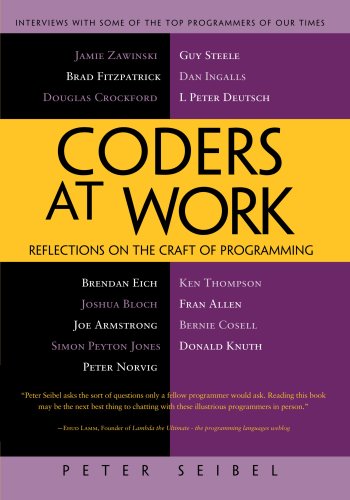 INTERVIEWS WITH SOME OF THE TOP PROGRAMMERS OF OUR TIMES
JAMIE ZAWINSKI
BRAD FITZPATRICK
DOUGLAS CROCKFORD
GUY STEELE
DAN INGALLS
L PETER DEUTSCH
CODERS
AT WORK
REFLECTIONS ON THE CRAFT OF PROGRAMMING
BRENDAN EICH
JOSHUA BLOCH
JOE ARMSTRONG
SIMON PEYTON JONES
PETER NORVIG
KEN THOMPSON
FRAN ALLEN
BERNIE COSELL
DONALD KNUTH
"Peter Seibel asks the sort of questions only a fellow programmer would ask. Reading this book
may be the next best thing to chatting with these illustrious programmers in person."
—EHUD LAMM, Founder of Lambda the Ultimate - the programming languages weblog
PETER SEIBEL